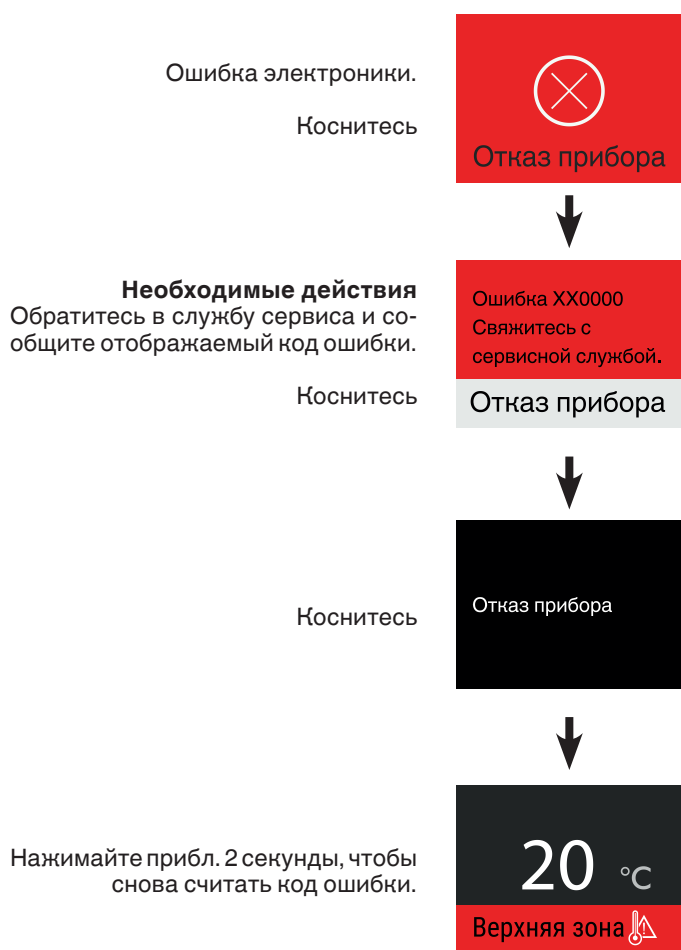 Ошибка электроники.
Коснитесь
Отказ прибора
Необходимые действия
Обратитесь в службу сервиса и со-
общите отображаемый код ошибки.
Коснитесь
Ошибка XX0000
Свяжитесь с
сервисной службой.
Отказ прибора
Коснитесь
Отказ прибора
Нажимайте прибл. 2 секунды, чтобы
снова считать код ошибки.
20 °C
Верхняя зона